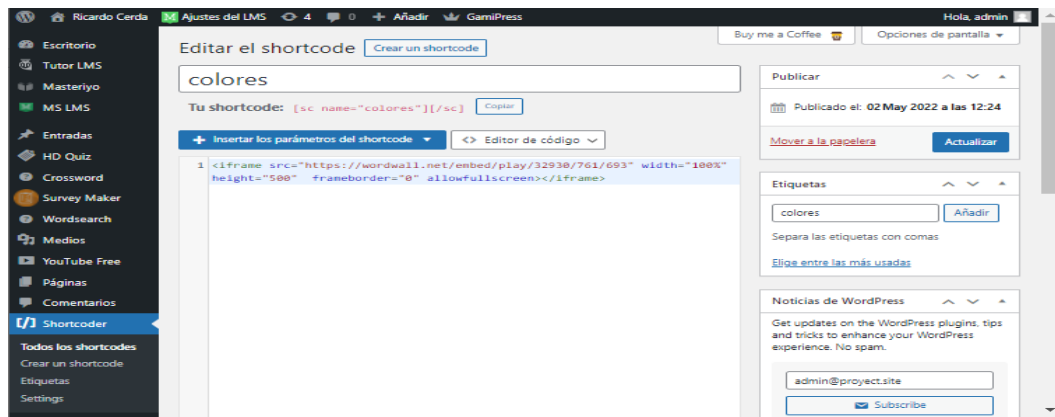 Ricardo Cerda Ajustes del LMS 4 0 + Añadir GamiPress Hola, admin
Escritorio
Tutor LMS
Masteriyo
MS LMS
Entradas
HD Quiz
Crossword
Survey Maker
Wordsearch
Medios
YouTube Free
Páginas
Comentarios
[/] Shortcoder
Todos los shortcodes
Crear un shortcode
Etiquetas
Settings
Buy me a Coffee Opciones de pantalla
Editar el shortcode Crear un shortcode
colores
Tu shortcode: [sc name="colores"][/sc] Copiar
+ Insertar los parámetros del shortcode <> Editor de código
1 <iframe src="https://wordwall.net/embed/play/32930/761/693" width="100%"
height="500" frameborder="0" allowfullscreen></iframe>
Publicar
Publicado el: 02 May 2022 a las 12:24
Mover a la papelera Actualizar
Etiquetas
colores Añadir
Separa las etiquetas con comas
Elige entre las más usadas
Noticias de WordPress
Get updates on the WordPress plugins, tips
and tricks to enhance your WordPress
experience. No spam.
admin@proyect.site
Subscribe